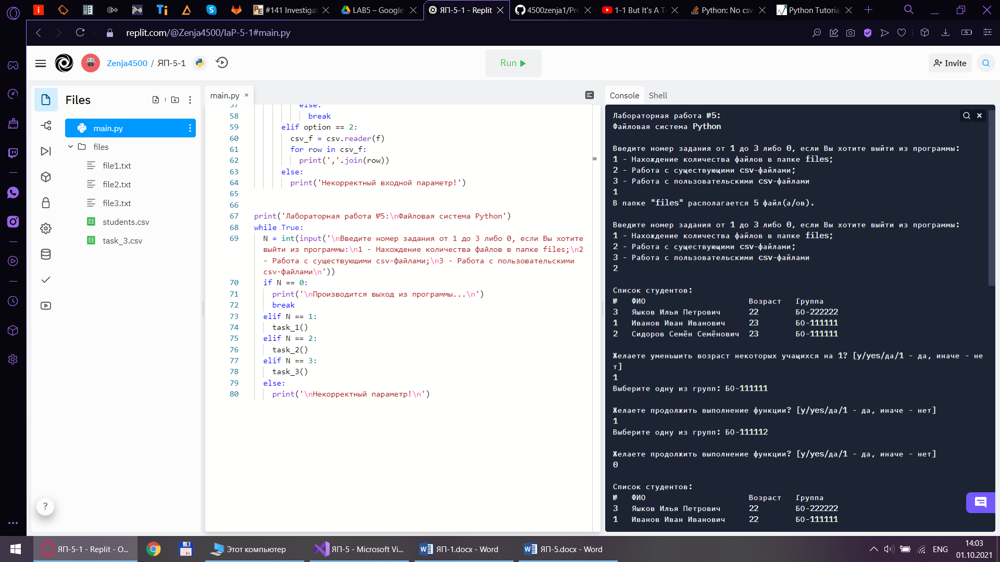 #141 Investigat
LAB5 – Google
ЯП-5-1 - Replit
4500zenja1/Pro
1-1 But It's A Ti
Python: No csv
Python Tutoria
replit.com/@Zenja4500/IaP-5-1#main.py
Zenja4500 / ЯП-5-1
Run
Invite
Files
main.py
files
file1.txt
file2.txt
file3.txt
students.csv
task_3.csv
?
main.py ×
57 else:
58 break
59 elif option == 2:
60 csv_f = csv.reader(f)
61 for row in csv_f:
62 print(','.join(row))
63 else:
64 print('Некорректный входной параметр!')
65
66
67 print('Лабораторная работа №5:\nФайловая система Python')
68 while True:
69 N = int(input('\nВведите номер задания от 1 до 3 либо 0, если Вы хотите
выйти из программы:\n1 - Нахождение количества файлов в папке files;\n2
- Работа с существующими csv-файлами;\n3 - Работа с пользовательскими
csv-файлами\n'))
70 if N == 0:
71 print('\nПроизводится выход из программы...\n')
72 break
73 elif N == 1:
74 task_1()
75 elif N == 2:
76 task_2()
77 elif N == 3:
78 task_3()
79 else:
80 print('\nНекорректный параметр!\n')
Console Shell
Лабораторная работа №5:
Файловая система Python
Введите номер задания от 1 до 3 либо 0, если Вы хотите выйти из программы:
1 - Нахождение количества файлов в папке files;
2 - Работа с существующими csv-файлами;
3 - Работа с пользовательскими csv-файлами
1
В папке "files" располагается 5 файл(а/ов).
Введите номер задания от 1 до 3 либо 0, если Вы хотите выйти из программы:
1 - Нахождение количества файлов в папке files;
2 - Работа с существующими csv-файлами;
3 - Работа с пользовательскими csv-файлами
2
Список студентов:
№ ФИО Возраст Группа
3 Яшков Илья Петрович 22 БО-222222
1 Иванов Иван Иванович 23 БО-111111
2 Сидоров Семён Семёнович 23 БО-111111
Желаете уменьшить возраст некоторых учащихся на 1? [y/yes/да/1 - да, иначе - не
т]
1
Выберите одну из групп: БО-111111
Желаете продолжить выполнение функции? [y/yes/да/1 - да, иначе - нет]
1
Выберите одну из групп: БО-111112
Желаете продолжить выполнение функции? [y/yes/да/1 - да, иначе - нет]
0
Список студентов:
№ ФИО Возраст Группа
3 Яшков Илья Петрович 22 БО-222222
1 Иванов Иван Иванович 22 БО-111111
ЯП-5-1 - Replit - O...
Этот компьютер
ЯП-5 - Microsoft Vi...
ЯП-1.docx - Word
ЯП-5.docx - Word
ENG
14:03
01.10.2021